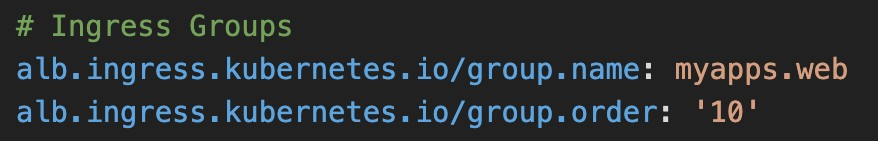 # Ingress Groups
alb.ingress.kubernetes.io/group.name: myapps.web
alb.ingress.kubernetes.io/group.order: '10'